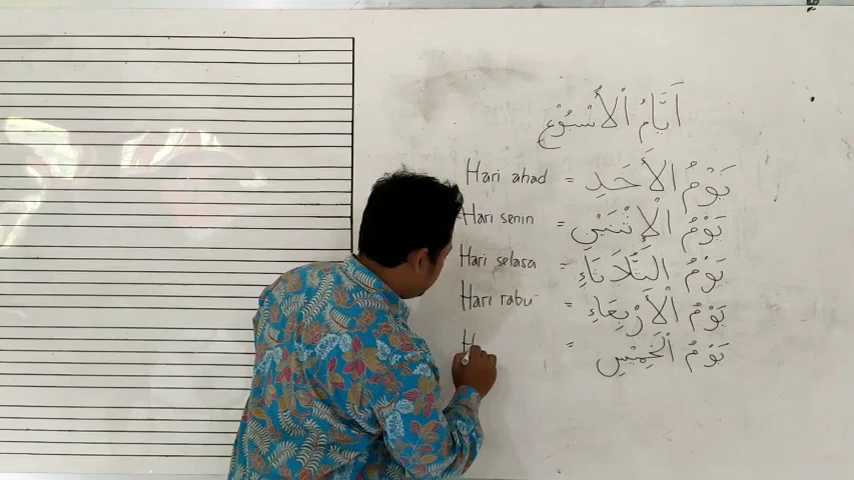 أَيَّامُ الْأُسْبُوْعِ
Hari ahad = يَوْمُ الْأَحَدِ
Hari senin = يَوْمُ الْإِثْنَيْنِ
Hari selasa = يَوْمُ الثُّلَاثَاءِ
Hari rabu = يَوْمُ الْأَرْبِعَاءِ
H = يَوْمُ الْخَمِيْسِ